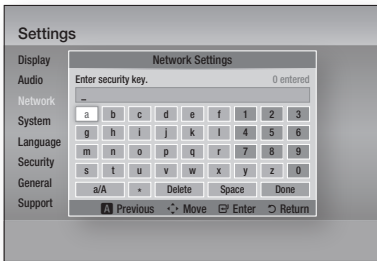 Settings
Display
Audio
Network
System
Language
Security
General
Support
Network Settings
Enter security key. 0 entered
_
a b c d e f 1 2 3
g h i j k l 4 5 6
m n o p q r 7 8 9
s t u v w x y z 0
a/A * Delete Space Done
A Previous Move Enter Return